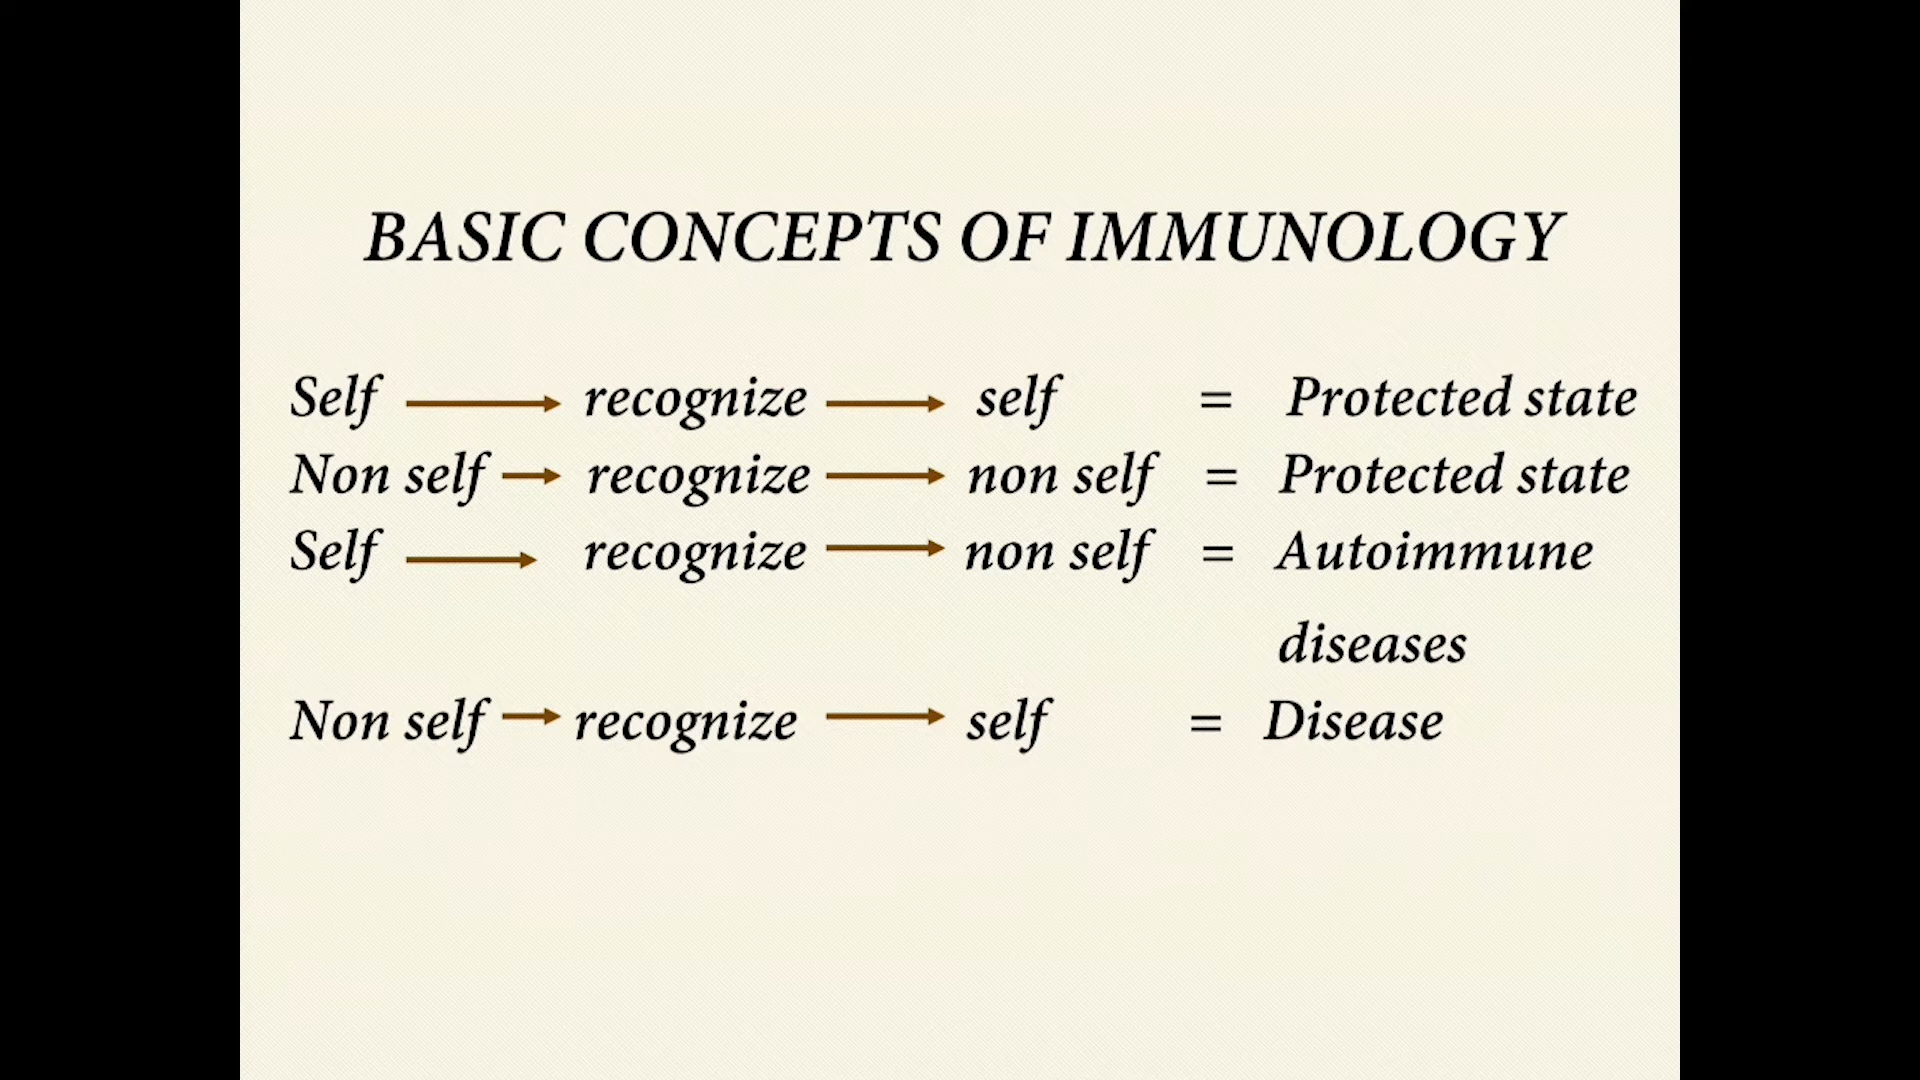 BASIC CONCEPTS OF IMMUNOLOGY
Self recognize self = Protected state
Non self recognize non self = Protected state
Self recognize non self = Autoimmune
diseases
Non self recognize self = Disease